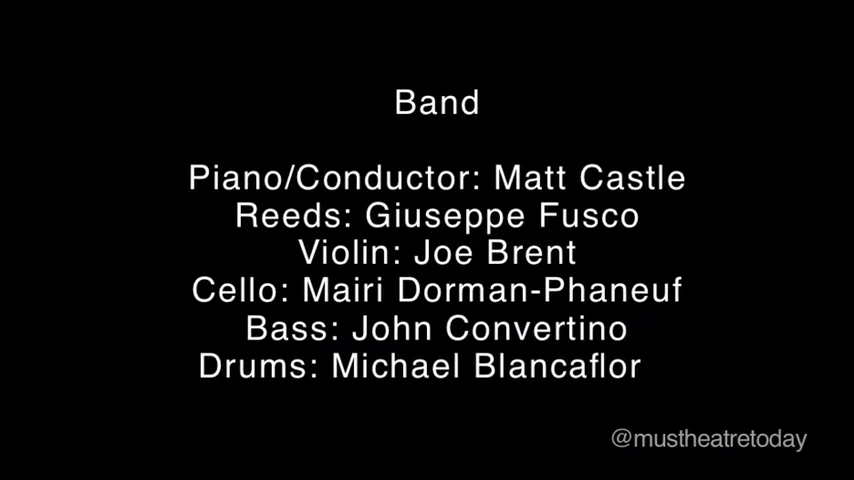 Band
Piano/Conductor: Matt Castle
Reeds: Giuseppe Fusco
Violin: Joe Brent
Cello: Mairi Dorman-Phaneuf
Bass: John Convertino
Drums: Michael Blancaflor
@mustheatretoday